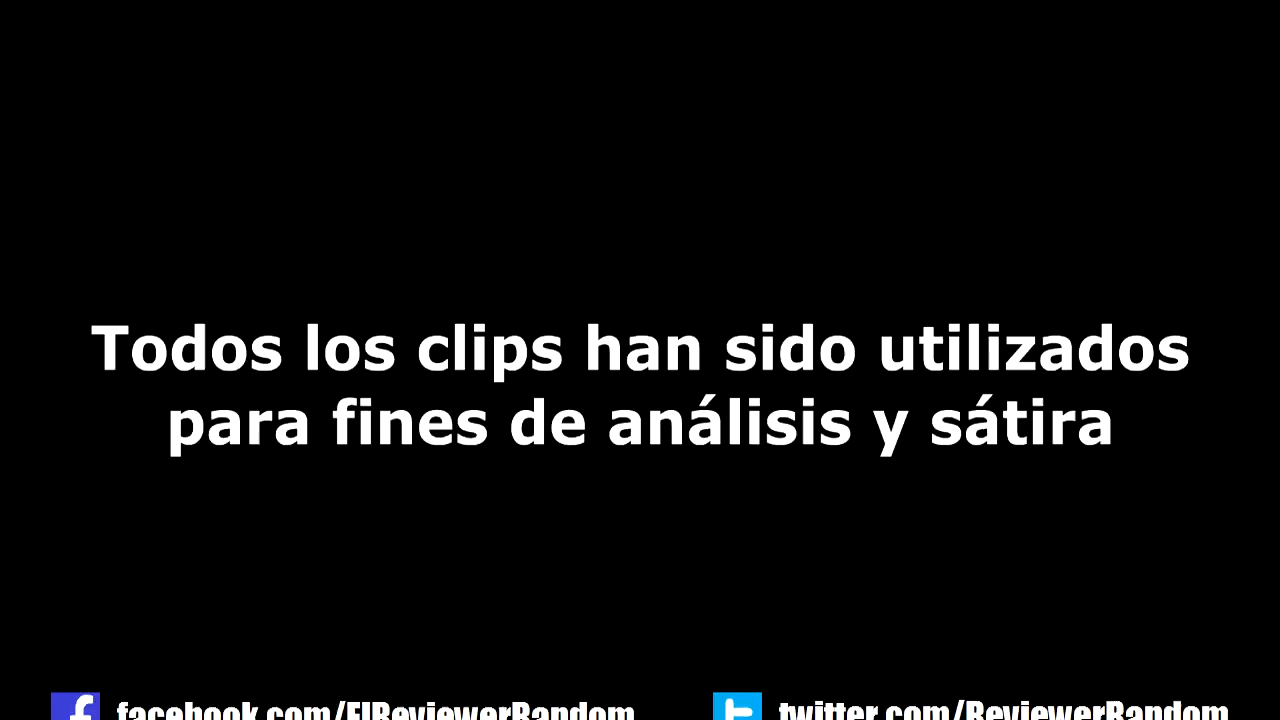 Todos los clips han sido utilizados
para fines de análisis y sátira
facebook.com/ElReviewerRandom
twitter.com/ReviewerRandom